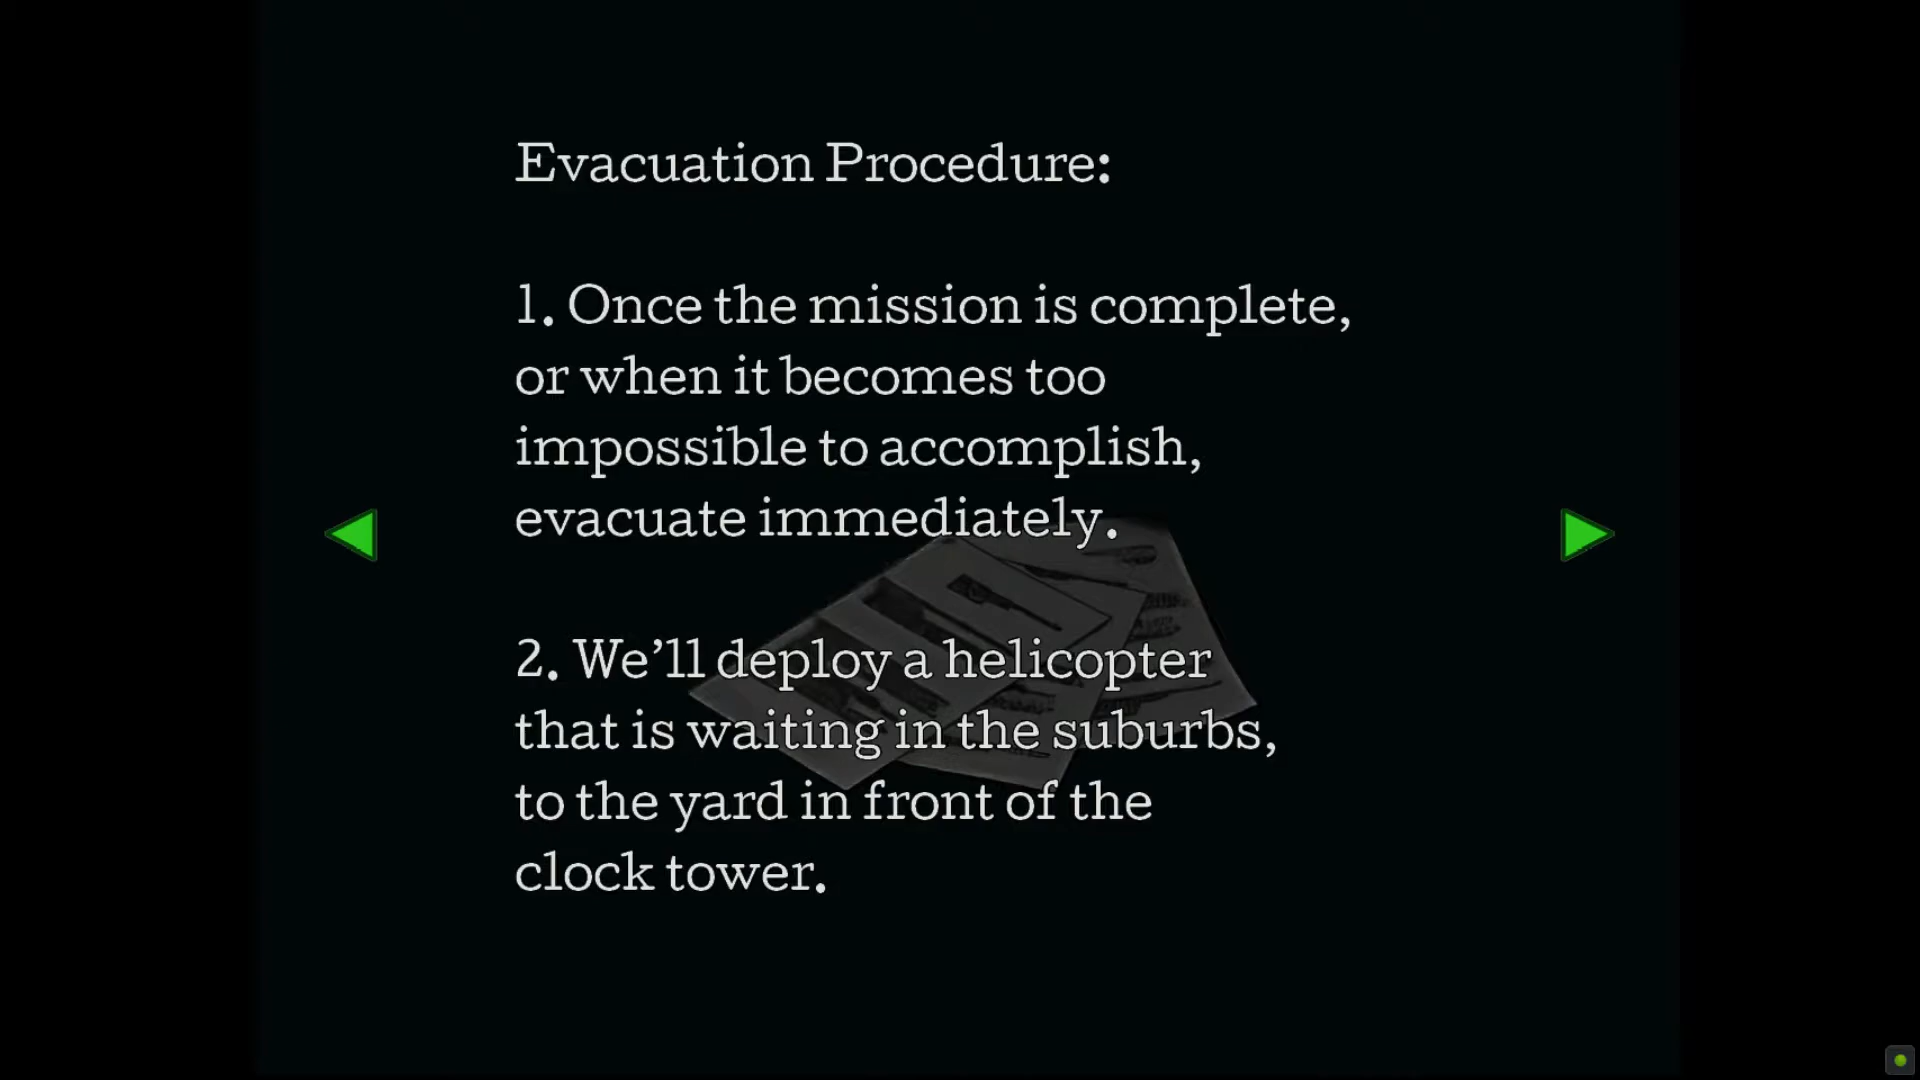 Evacuation Procedure:
1. Once the mission is complete,
or when it becomes too
impossible to accomplish,
evacuate immediately.
2. We'll deploy a helicopter
that is waiting in the suburbs,
to the yard in front of the
clock tower.